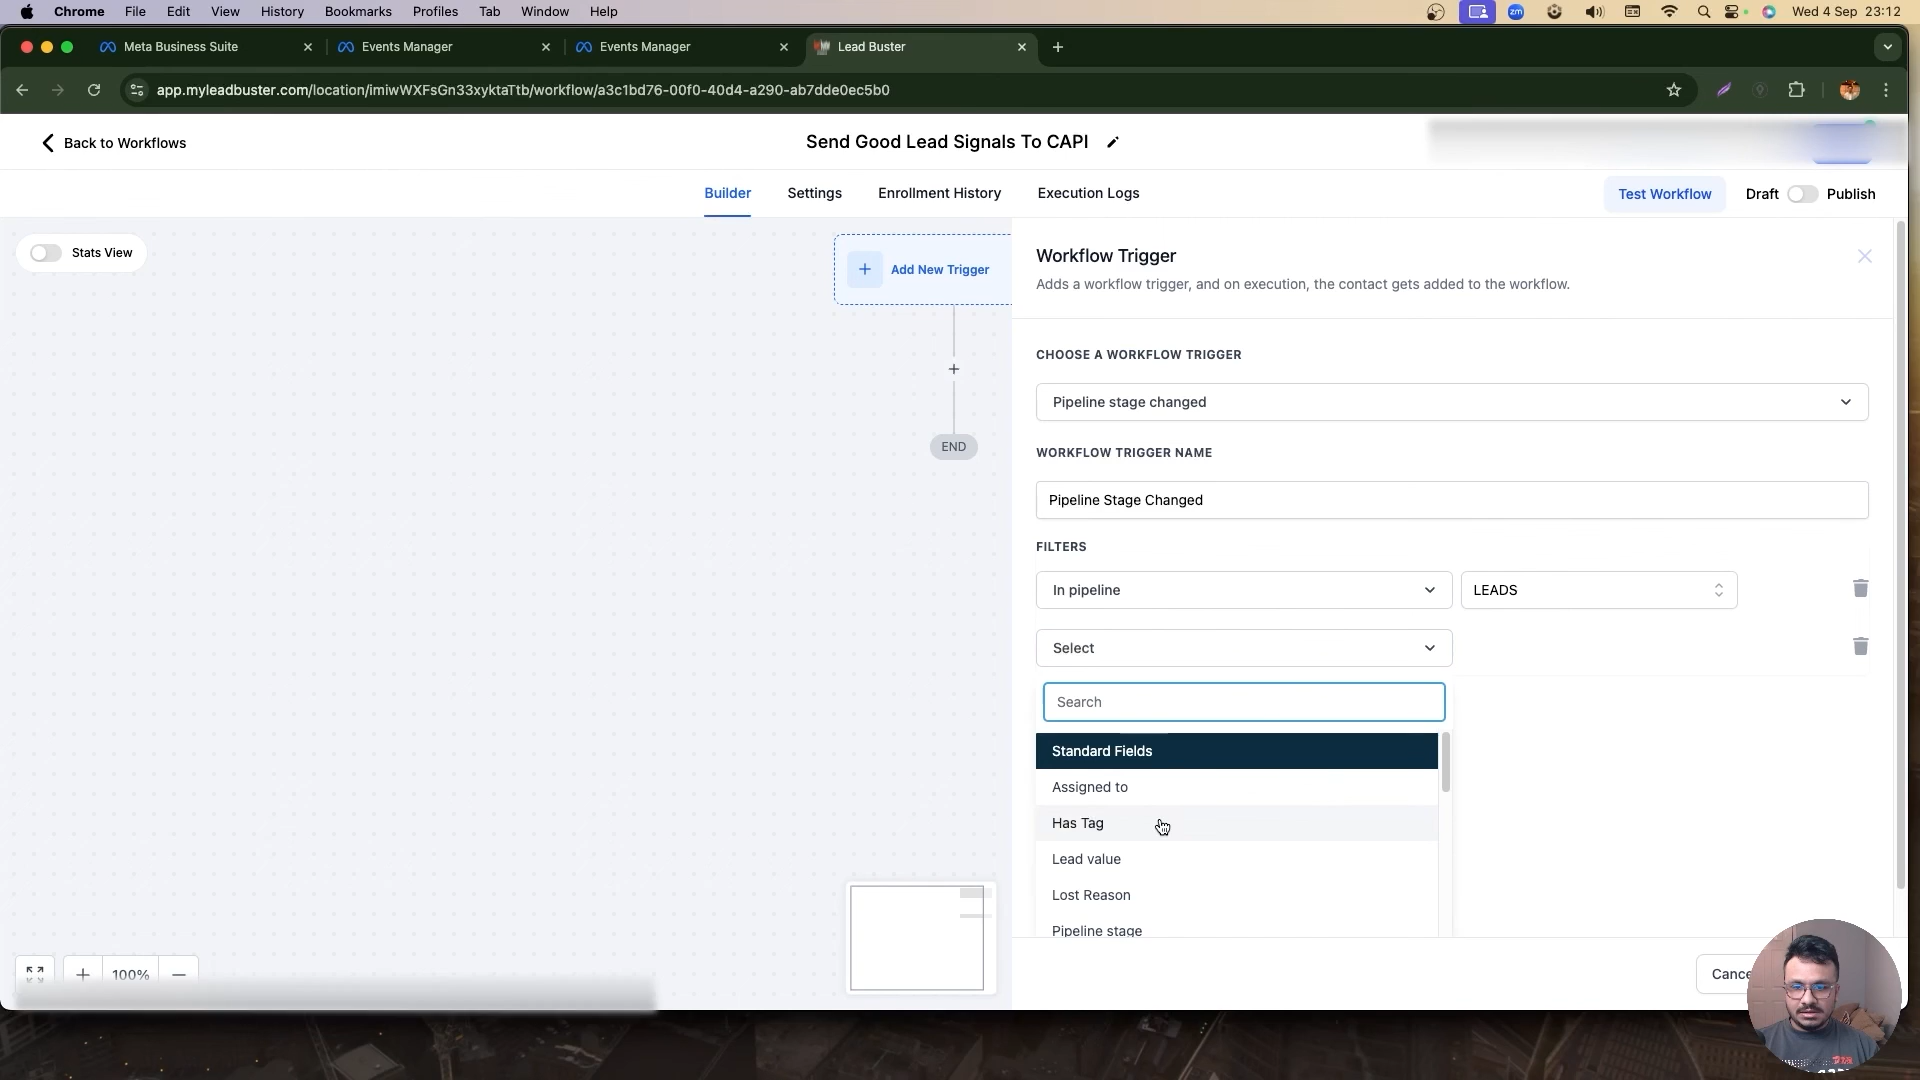 Chrome File Edit View History Bookmarks Profiles Tab Window Help
zm
Wed 4 Sep 23:12
Meta Business Suite
Events Manager
Events Manager
Lead Buster
app.myleadbuster.com/location/imiwWXFsGn33xyktaTtb/workflow/a3c1bd76-00f0-40d4-a290-ab7dde0ec5b0
Back to Workflows
Send Good Lead Signals To CAPI
Builder
Settings
Enrollment History
Execution Logs
Test Workflow
Draft
Publish
Stats View
Add New Trigger
END
100%
Workflow Trigger
Adds a workflow trigger, and on execution, the contact gets added to the workflow.
CHOOSE A WORKFLOW TRIGGER
Pipeline stage changed
WORKFLOW TRIGGER NAME
Pipeline Stage Changed
FILTERS
In pipeline
LEADS
Select
Search
Standard Fields
Assigned to
Has Tag
Lead value
Lost Reason
Pipeline stage